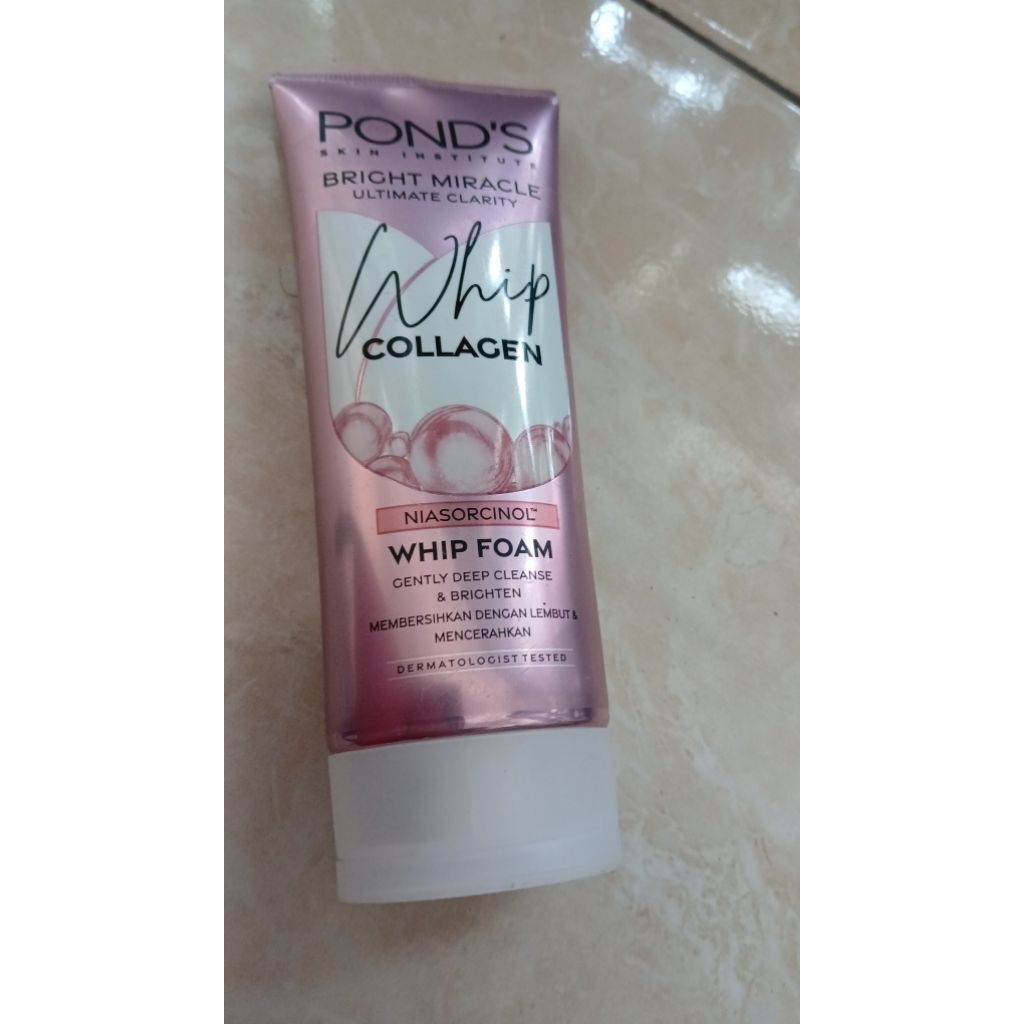 POND'S
SKIN INSTITUTE
BRIGHT MIRACLE
ULTIMATE CLARITY
Whip
COLLAGEN
NIASORCINOL™
WHIP FOAM
GENTLY DEEP CLEANSE
& BRIGHTEN
MEMBERSIHKAN DENGAN LEMBUT &
MENCERAHKAN
DERMATOLOGIST TESTED